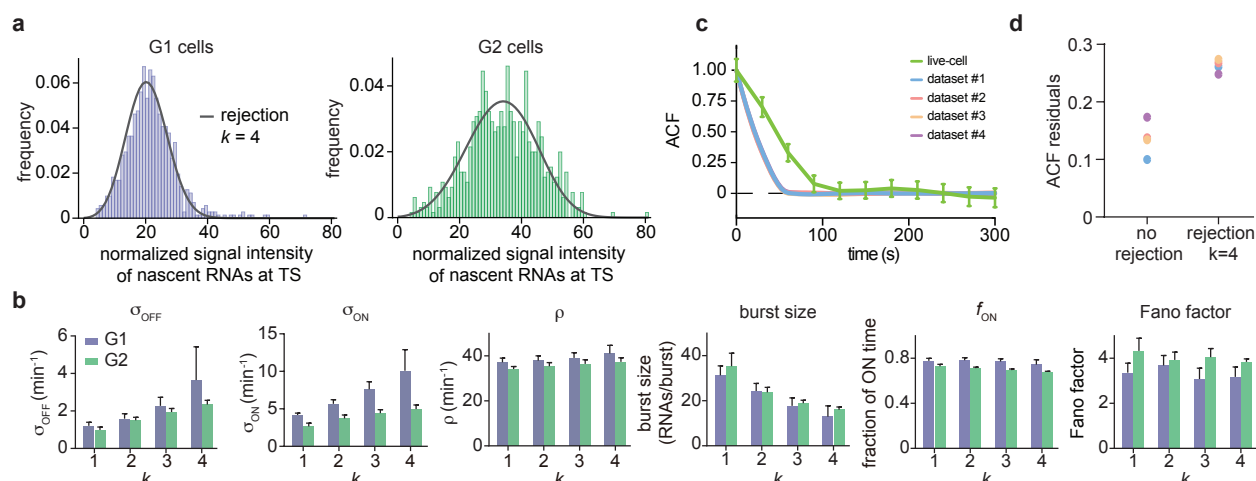 a
G1 cells
frequency
0.06
0.04
0.02
0
rejection
k = 4
0 20 40 60 80
normalized signal intensity
of nascent RNAs at TS
G2 cells
frequency
0.04
0.02
0
0 20 40 60 80
normalized signal intensity
of nascent RNAs at TS
c
ACF
1.00
0.75
0.50
0.25
0
live-cell
dataset #1
dataset #2
dataset #3
dataset #4
0 100 200 300
time (s)
d
ACF residuals
0.3
0.2
0.1
0
no
rejection
rejection
k=4
b
σOFF
σOFF (min⁻¹)
6
4
2
0
G1
G2
1 2 3 4
k
σON
σON (min⁻¹)
15
10
5
0
1 2 3 4
k
ρ
ρ (min⁻¹)
40
20
0
1 2 3 4
k
burst size
burst size
(RNAs/burst)
40
20
0
1 2 3 4
k
fON
fraction of ON time
0.8
0.4
0
1 2 3 4
k
Fano factor
Fano factor
4
2
0
1 2 3 4
k